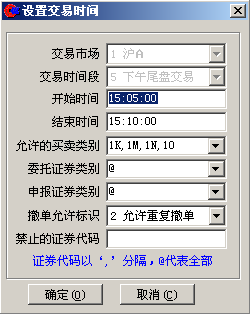 设置交易时间
交易市场 1 沪A
交易时间段 5 下午尾盘交易
开始时间 15:05:00
结束时间 15:10:00
允许的买卖类别 1K,1M,1N,10
委托证券类别 @
申报证券类别 @
撤单允许标识 2 允许重复撤单
禁止的证券代码
证券代码以‘,’分隔,@代表全部
确定(O) 取消(C)